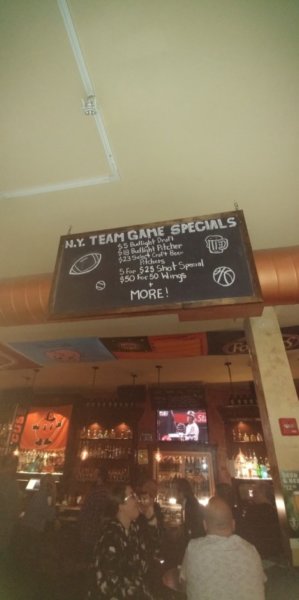 N.Y. TEAM GAME SPECIALS
$5 Budlight Draft
$18 Budlight Pitcher
$23 Select Craft Beer
Pitchers
5 for $25 Shot Special
$50 for 50 Wings
+
MORE!